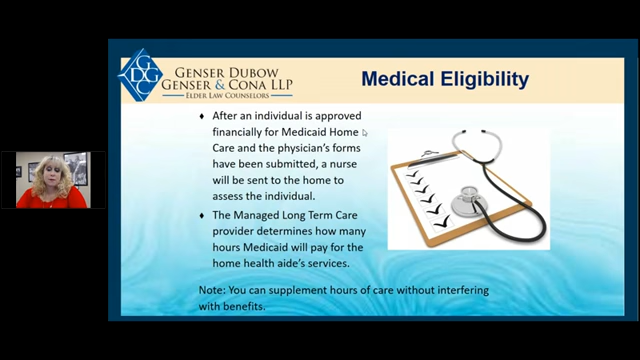 GENSER DUBOW
GENSER & CONA LLP
ELDER LAW COUNSELORS
GDGC
Medical Eligibility
♦ After an individual is approved
financially for Medicaid Home
Care and the physician's forms
have been submitted, a nurse
will be sent to the home to
assess the individual.
♦ The Managed Long Term Care
provider determines how many
hours Medicaid will pay for the
home health aide's services.
Note: You can supplement hours of care without interfering
with benefits.